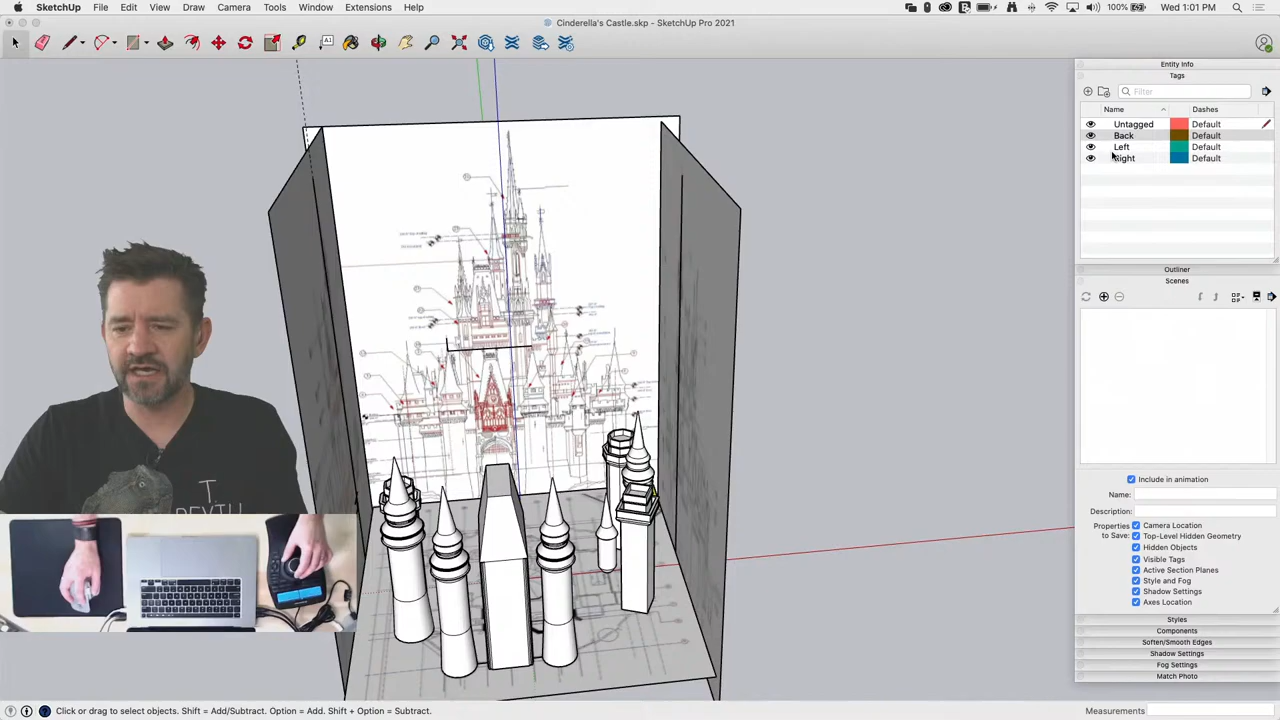 SketchUp File Edit View Draw Camera Tools Window Extensions Help 100% Wed 1:01 PM
Cinderella's Castle.skp - SketchUp Pro 2021
A1
Entity Info
Tags
Filter
Name Dashes
Untagged Default
Back Default
Left Default
Right Default
Outliner
Scenes
Include in animation
Name:
Description:
Properties to Save:
Camera Location
Top-Level Hidden Geometry
Hidden Objects
Visible Tags
Active Section Planes
Style and Fog
Shadow Settings
Axes Location
Styles
Components
Soften/Smooth Edges
Shadow Settings
Fog Settings
Match Photo
Click or drag to select objects. Shift = Add/Subtract. Option = Add. Shift + Option = Subtract.
Measurements